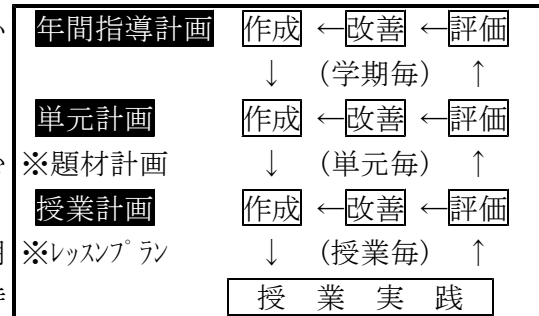 年間指導計画 作成 ←改善 ←評価
↓ (学期毎) ↑
単元計画 作成 ←改善 ←評価
※題材計画 ↓ (単元毎) ↑
授業計画 作成 ←改善 ←評価
※ﾚｯｽﾝﾌﾟﾗﾝ ↓ (授業毎) ↑
授 業 実 践